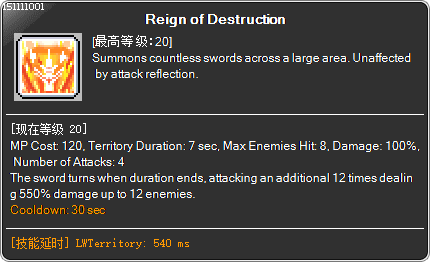 151111001
Reign of Destruction
[最高等级:20]
Summons countless swords across a large area. Unaffected
by attack reflection.
[现在等级 20]
MP Cost: 120, Territory Duration: 7 sec, Max Enemies Hit: 8, Damage: 100%,
Number of Attacks: 4
The sword turns when duration ends, attacking an additional 12 times dealin
g 550% damage up to 12 enemies.
Cooldown: 30 sec
[技能延时] LWTerritory: 540 ms